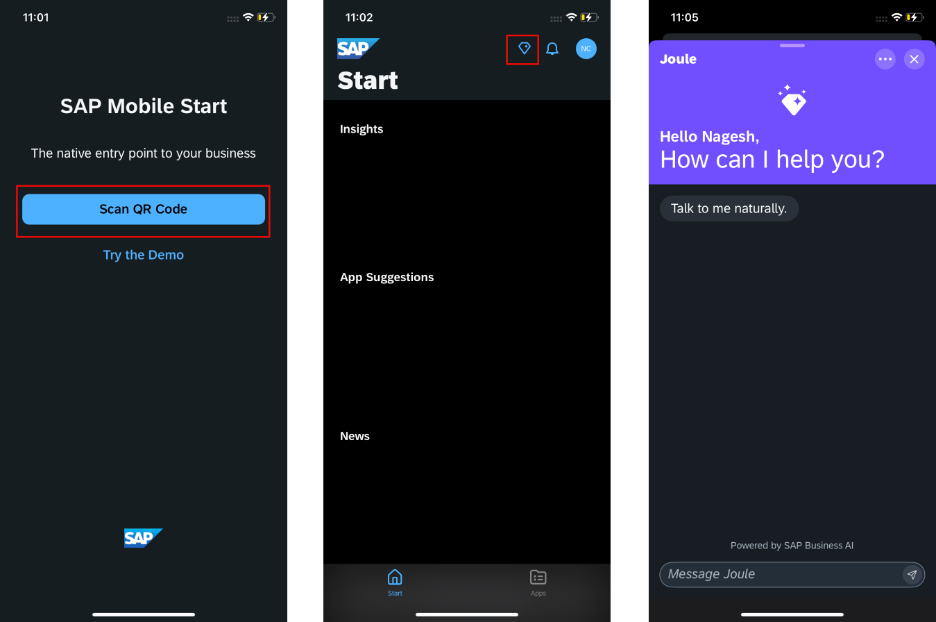 11:01
SAP Mobile Start
The native entry point to your business
Scan QR Code
Try the Demo
SAP
11:02
SAP
NC
Start
Insights
App Suggestions
News
Start
Apps
11:05
Joule
Hello Nagesh,
How can I help you?
Talk to me naturally.
Powered by SAP Business AI
Message Joule